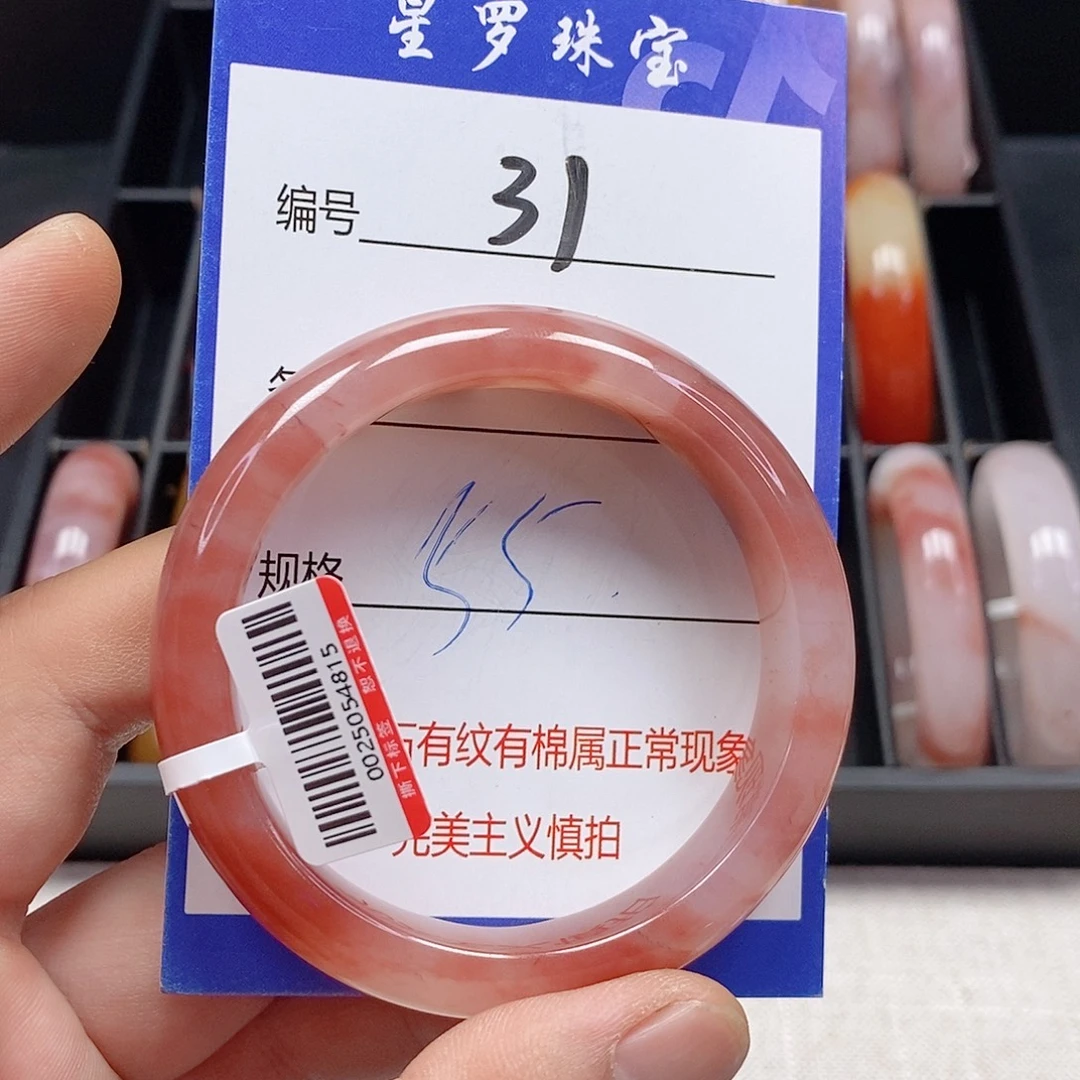 星罗珠宝
编号 31
规格 55
002505054815
撕下标签 恕不退换
有纹有棉属正常现象
完美主义慎拍